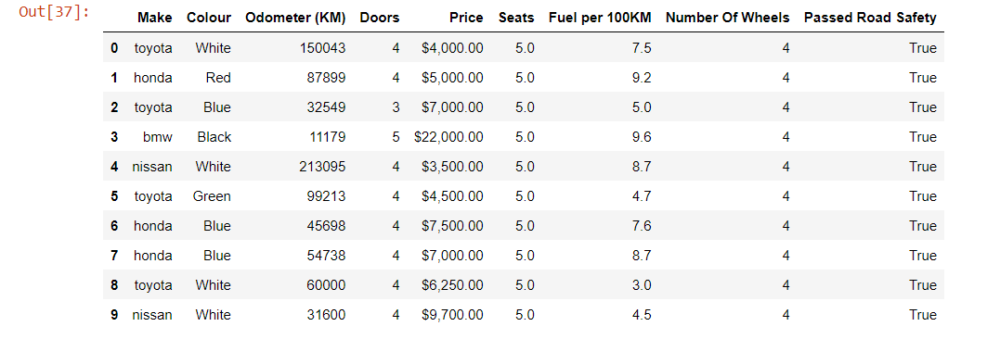 Out[37]:
Make Colour Odometer (KM) Doors Price Seats Fuel per 100KM Number Of Wheels Passed Road Safety
0 toyota White 150043 4 $4,000.00 5.0 7.5 4 True
1 honda Red 87899 4 $5,000.00 5.0 9.2 4 True
2 toyota Blue 32549 3 $7,000.00 5.0 5.0 4 True
3 bmw Black 11179 5 $22,000.00 5.0 9.6 4 True
4 nissan White 213095 4 $3,500.00 5.0 8.7 4 True
5 toyota Green 99213 4 $4,500.00 5.0 4.7 4 True
6 honda Blue 45698 4 $7,500.00 5.0 7.6 4 True
7 honda Blue 54738 4 $7,000.00 5.0 8.7 4 True
8 toyota White 60000 4 $6,250.00 5.0 3.0 4 True
9 nissan White 31600 4 $9,700.00 5.0 4.5 4 True